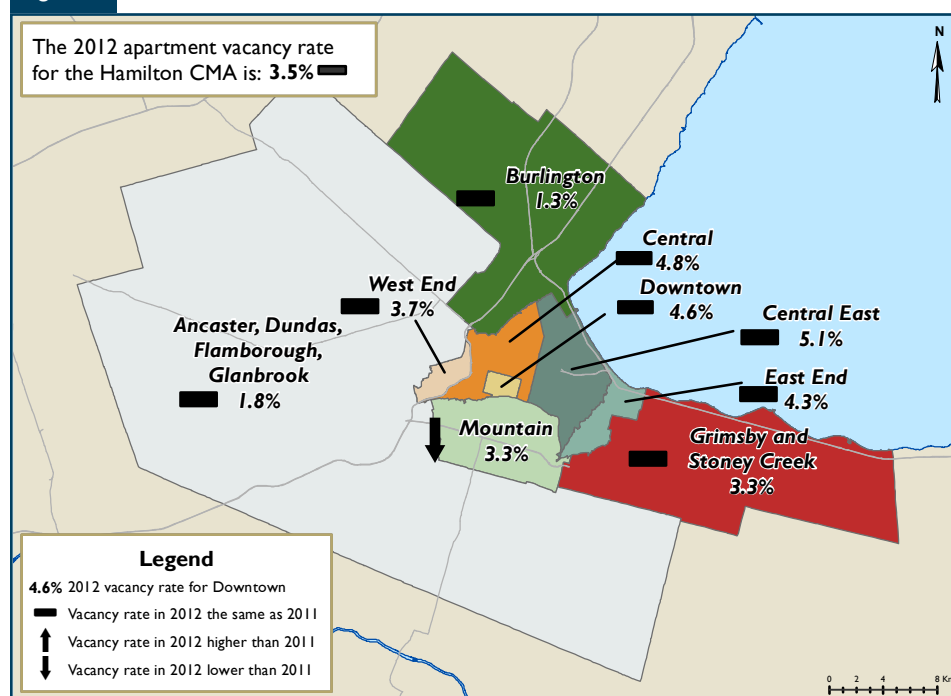 The 2012 apartment vacancy rate
for the Hamilton CMA is: 3.5%
N
Burlington
1.3%
Central
4.8%
West End
3.7%
Downtown
4.6%
Central East
5.1%
Ancaster, Dundas,
Flamborough,
Glanbrook
1.8%
East End
4.3%
Mountain
3.3%
Grimsby and
Stoney Creek
3.3%
Legend
4.6% 2012 vacancy rate for Downtown
Vacancy rate in 2012 the same as 2011
Vacancy rate in 2012 higher than 2011
Vacancy rate in 2012 lower than 2011
0 2 4 6 8